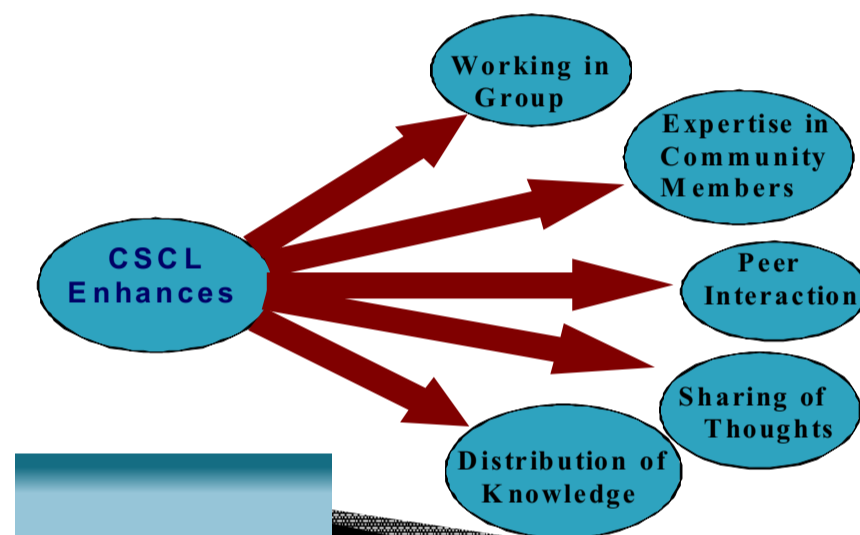 CSCL
Enhances
Working in
Group
Expertise in
Community
Members
Peer
Interaction
Sharing of
Thoughts
Distribution of
Knowledge